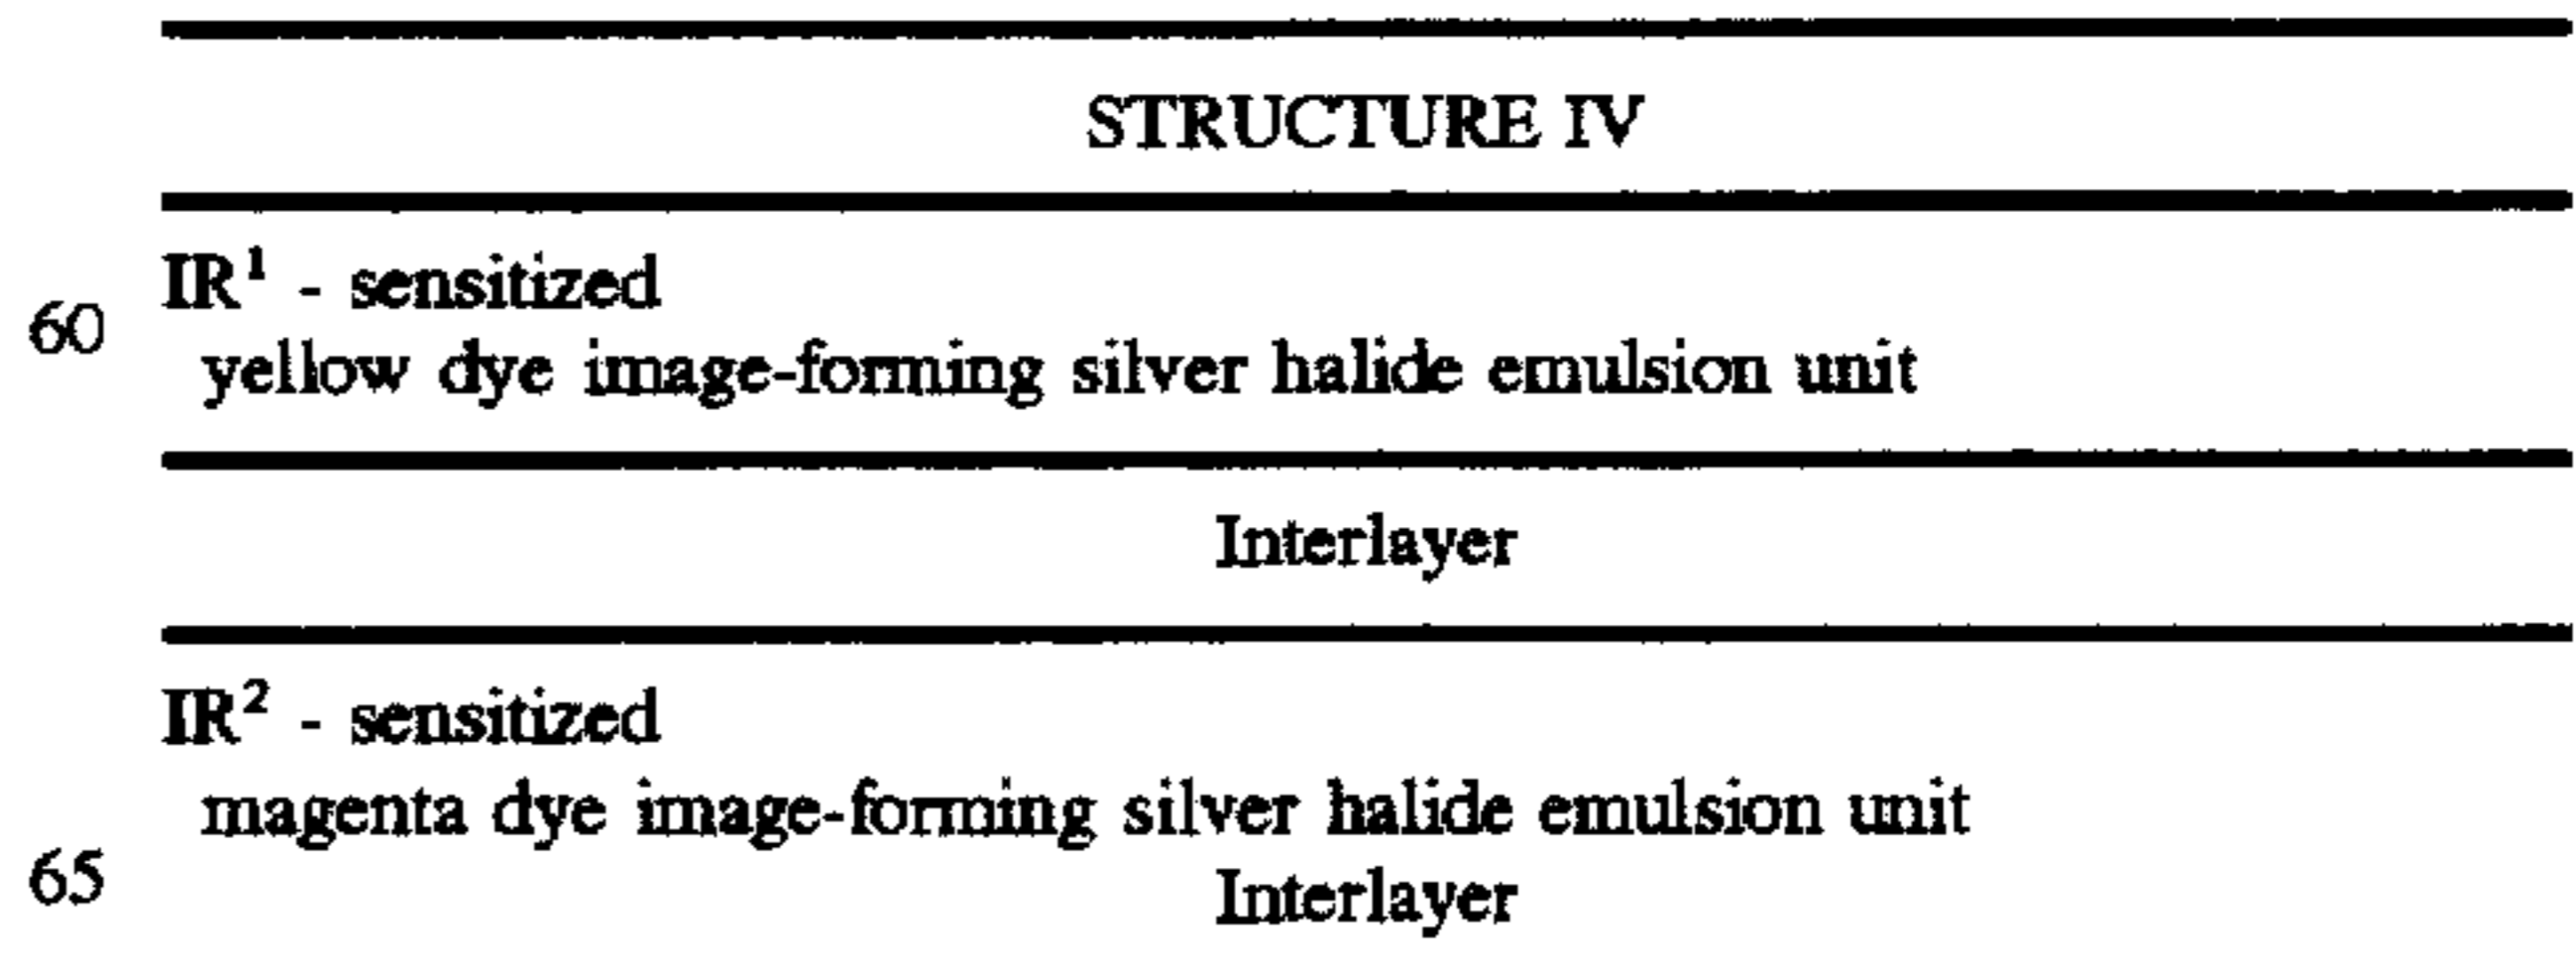 STRUCTURE IV
IR¹ - sensitized
60
yellow dye image-forming silver halide emulsion unit
Interlayer
IR² - sensitized
magenta dye image-forming silver halide emulsion unit
65
Interlayer